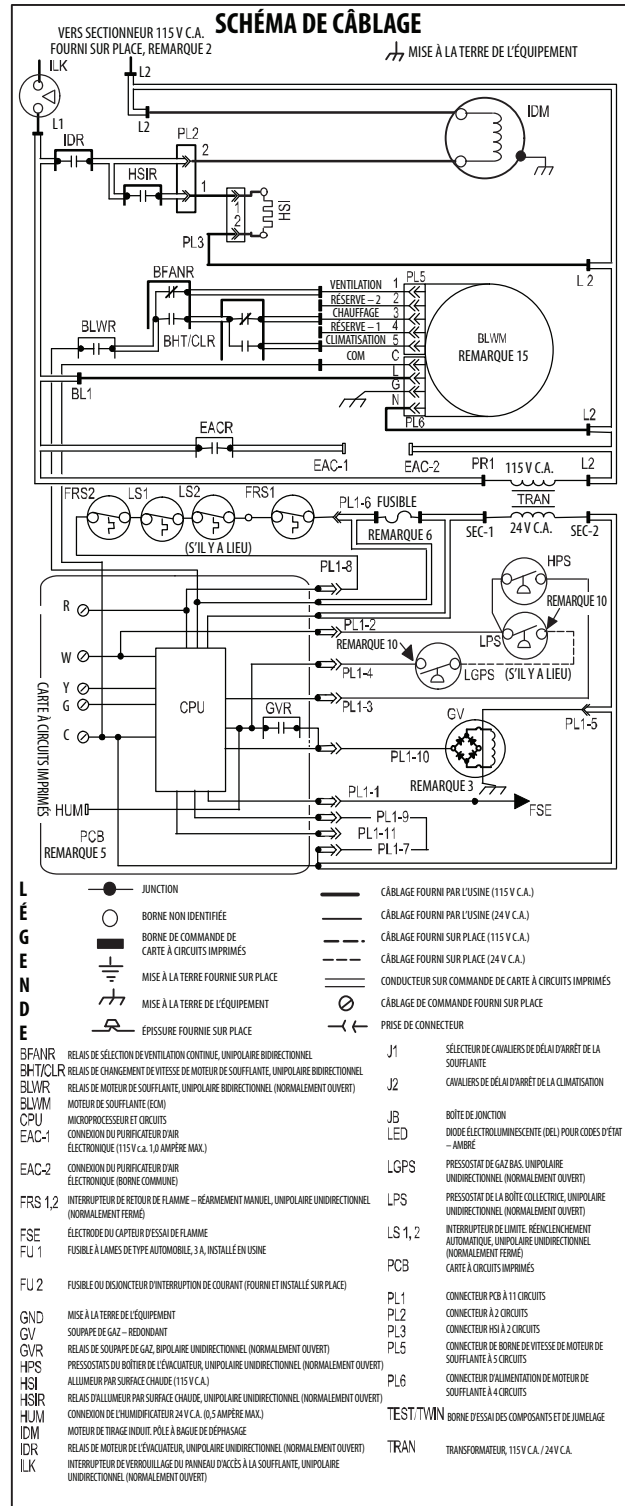 SCHÉMA DE CÂBLAGE
VERS SECTIONNEUR 115 V C.A.
FOURNI SUR PLACE, REMARQUE 2
MISE À LA TERRE DE L'ÉQUIPEMENT
ILK
L2
L1
L2
IDR
PL2
IDM
2
HSIR
1
1
2
HSI
PL3
L2
BFANR
VENTILATION 1 PL5
RÉSERVE – 2 2
CHAUFFAGE 3
RÉSERVE – 1 4
CLIMATISATION 5
BLWR
BHT/CLR
COM C
BLWM
REMARQUE 15
L
BL1
G
N
PL6
L2
EACR
EAC-1
EAC-2
PR1
115 V C.A.
L2
TRAN
FRS2
LS1
LS2
FRS1
PL1-6
FUSIBLE
REMARQUE 6
SEC-1
24 V C.A.
SEC-2
(S'IL Y A LIEU)
PL1-8
HPS
R
PL1-2
REMARQUE 10
REMARQUE 10
LPS
W
PL1-4
LGPS
(S'IL Y A LIEU)
Y
G
CPU
PL1-3
GVR
GV
PL1-5
C
PL1-10
REMARQUE 3
CARTE À CIRCUITS IMPRIMÉS
HUM
PL1-1
FSE
PCB
REMARQUE 5
PL1-9
PL1-11
PL1-7
LÉGENDE
JUNCTION
BORNE NON IDENTIFIÉE
BORNE DE COMMANDE DE
CARTE À CIRCUITS IMPRIMÉS
MISE À LA TERRE FOURNIE SUR PLACE
MISE À LA TERRE DE L'ÉQUIPEMENT
ÉPISSURE FOURNIE SUR PLACE
CÂBLAGE FOURNI PAR L'USINE (115 V C.A.)
CÂBLAGE FOURNI PAR L'USINE (24 V C.A.)
CÂBLAGE FOURNI SUR PLACE (115 V C.A.)
CÂBLAGE FOURNI SUR PLACE (24 V C.A.)
CONDUCTEUR SUR COMMANDE DE CARTE À CIRCUITS IMPRIMÉS
CÂBLAGE DE COMMANDE FOURNI SUR PLACE
PRISE DE CONNECTEUR
BFANR RELAIS DE SÉLECTION DE VENTILATION CONTINUE, UNIPOLAIRE BIDIRECTIONNEL
BHT/CLR RELAIS DE CHANGEMENT DE VITESSE DE MOTEUR DE SOUFFLANTE, UNIPOLAIRE BIDIRECTIONNEL
BLWR RELAIS DE MOTEUR DE SOUFFLANTE, UNIPOLAIRE BIDIRECTIONNEL (NORMALEMENT OUVERT)
BLWM MOTEUR DE SOUFFLANTE (ECM)
CPU MICROPROCESSEUR ET CIRCUITS
EAC-1 CONNEXION DU PURIFICATEUR D'AIR
ÉLECTRONIQUE (115 V c.a. 1,0 AMPÈRE MAX.)
EAC-2 CONNEXION DU PURIFICATEUR D'AIR
ÉLECTRONIQUE (BORNE COMMUNE)
FRS 1,2 INTERRUPTEUR DE RETOUR DE FLAMME – RÉARMEMENT MANUEL, UNIPOLAIRE UNIDIRECTIONNEL
(NORMALEMENT FERMÉ)
FSE ÉLECTRODE DU CAPTEUR D'ESSAI DE FLAMME
FU 1 FUSIBLE À LAMES DE TYPE AUTOMOBILE, 3 A, INSTALLÉ EN USINE
FU 2 FUSIBLE OU DISJONCTEUR D'INTERRUPTION DE COURANT (FOURNI ET INSTALLÉ SUR PLACE)
GND MISE À LA TERRE DE L'ÉQUIPEMENT
GV SOUPAPE DE GAZ – REDONDANT
GVR RELAIS DE SOUPAPE DE GAZ, BIPOLAIRE UNIDIRECTIONNEL (NORMALEMENT OUVERT)
HPS PRESSOSTATS DU BOÎTIER DE L'ÉVACUATEUR, UNIPOLAIRE UNIDIRECTIONNEL (NORMALEMENT OUVERT)
HSI ALLUMEUR PAR SURFACE CHAUDE (115 V C.A.)
HSIR RELAIS D'ALLUMEUR PAR SURFACE CHAUDE, UNIPOLAIRE UNIDIRECTIONNEL (NORMALEMENT OUVERT)
HUM CONNEXION DE L'HUMIDIFICATEUR 24 V C.A. (0,5 AMPÈRE MAX.)
IDM MOTEUR DE TIRAGE INDUIT. PÔLE À BAGUE DE DÉPHASAGE
IDR RELAIS DE MOTEUR DE L'ÉVACUATEUR, UNIPOLAIRE UNIDIRECTIONNEL (NORMALEMENT OUVERT)
ILK INTERRUPTEUR DE VERROUILLAGE DU PANNEAU D'ACCÈS À LA SOUFFLANTE, UNIPOLAIRE
UNIDIRECTIONNEL (NORMALEMENT OUVERT)
J1 SÉLECTEUR DE CAVALIERS DE DÉLAI D'ARRÊT DE LA
SOUFFLANTE
J2 CAVALIERS DE DÉLAI D'ARRÊT DE LA CLIMATISATION
JB BOÎTE DE JONCTION
LED DIODE ÉLECTROLUMINESCENTE (DEL) POUR CODES D'ÉTAT
– AMBRÉ
LGPS PRESSOSTAT DE GAZ BAS. UNIPOLAIRE
UNIDIRECTIONNEL (NORMALEMENT OUVERT)
LPS PRESSOSTAT DE LA BOÎTE COLLECTRICE, UNIPOLAIRE
UNIDIRECTIONNEL (NORMALEMENT OUVERT)
LS 1, 2 INTERRUPTEUR DE LIMITE. RÉENCLENCHEMENT
AUTOMATIQUE, UNIPOLAIRE UNIDIRECTIONNEL
(NORMALEMENT FERMÉ)
PCB CARTE À CIRCUITS IMPRIMÉS
PL1 CONNECTEUR PCB À 11 CIRCUITS
PL2 CONNECTEUR À 2 CIRCUITS
PL3 CONNECTEUR HSI À 2 CIRCUITS
PL5 CONNECTEUR DE BORNE DE VITESSE DE MOTEUR DE
SOUFFLANTE À 5 CIRCUITS
PL6 CONNECTEUR D'ALIMENTATION DE MOTEUR DE
SOUFFLANTE À 4 CIRCUITS
TEST/TWIN BORNE D'ESSAI DES COMPOSANTS ET DE JUMELAGE
TRAN TRANSFORMATEUR, 115 V C.A. / 24 V C.A.